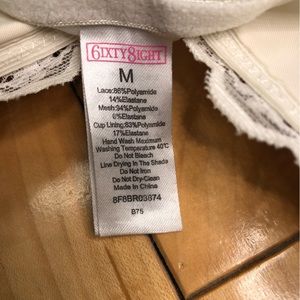 6IXTY8IGHT
M
Lace:86%Polyamide
14%Elastane
Mesh:94%Polyamide
6%Elastane
Cup Lining:83%Polyamide
17%Elastane
Hand Wash Maximum
Washing Temperature 40℃
Do Not Bleach
Line Drying In The Shade
Do Not Iron
Do Not Dry-Clean
Made in China
8F8BR03874
B75